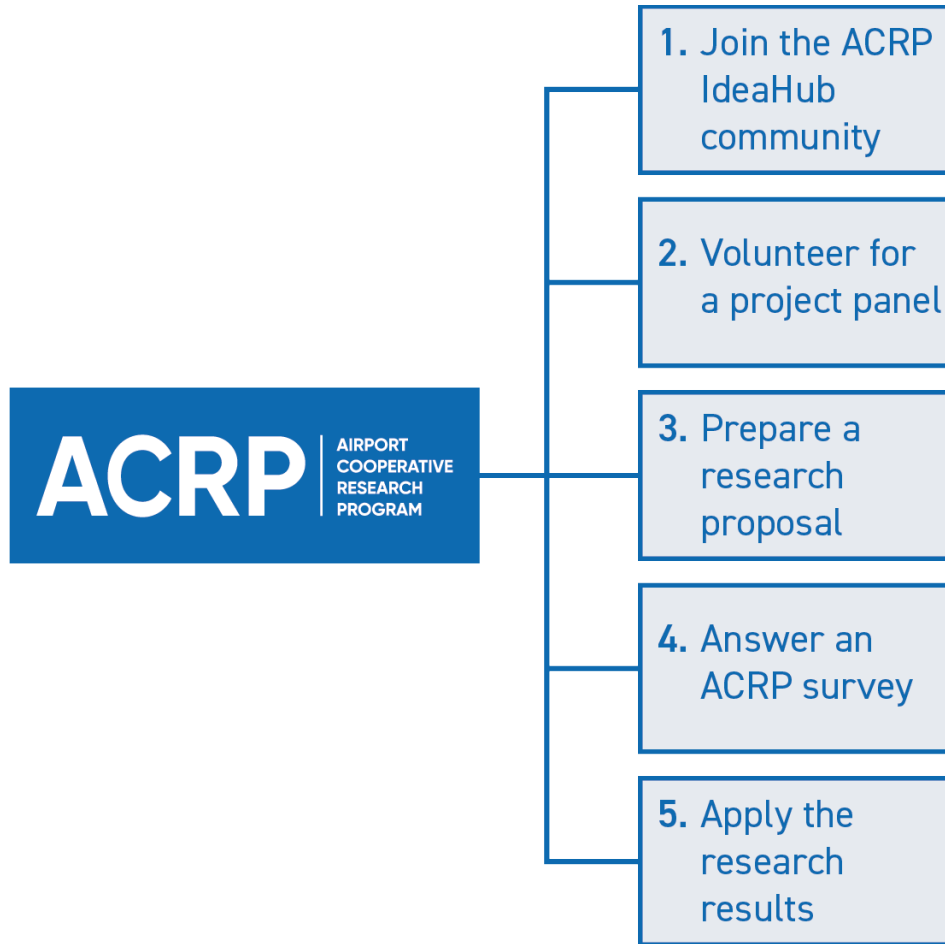 1. Join the ACRP
IdeaHub
community
2. Volunteer for
a project panel
ACRP
AIRPORT
COOPERATIVE
RESEARCH
PROGRAM
3. Prepare a
research
proposal
4. Answer an
ACRP survey
5. Apply the
research
results